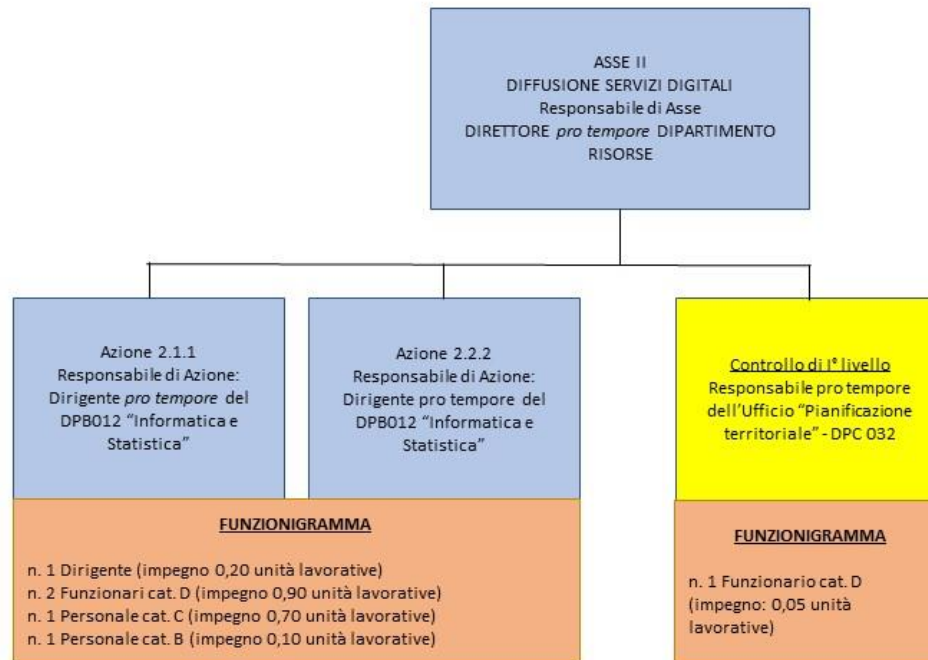 ASSE II
DIFFUSIONE SERVIZI DIGITALI
Responsabile di Asse
DIRETTORE pro tempore DIPARTIMENTO
RISORSE
Azione 2.1.1
Responsabile di Azione:
Dirigente pro tempore del
DPB012 “Informatica e
Statistica”
Azione 2.2.2
Responsabile di Azione:
Dirigente pro tempore del
DPB012 “Informatica e
Statistica”
Controllo di I° livello
Responsabile pro tempore
dell’Ufficio “Pianificazione
territoriale” - DPC 032
FUNZIONIGRAMMA
n. 1 Dirigente (impegno 0,20 unità lavorative)
n. 2 Funzionari cat. D (impegno 0,90 unità lavorative)
n. 1 Personale cat. C (impegno 0,70 unità lavorative)
n. 1 Personale cat. B (impegno 0,10 unità lavorative)
FUNZIONIGRAMMA
n. 1 Funzionario cat. D
(impegno: 0,05 unità
lavorative)